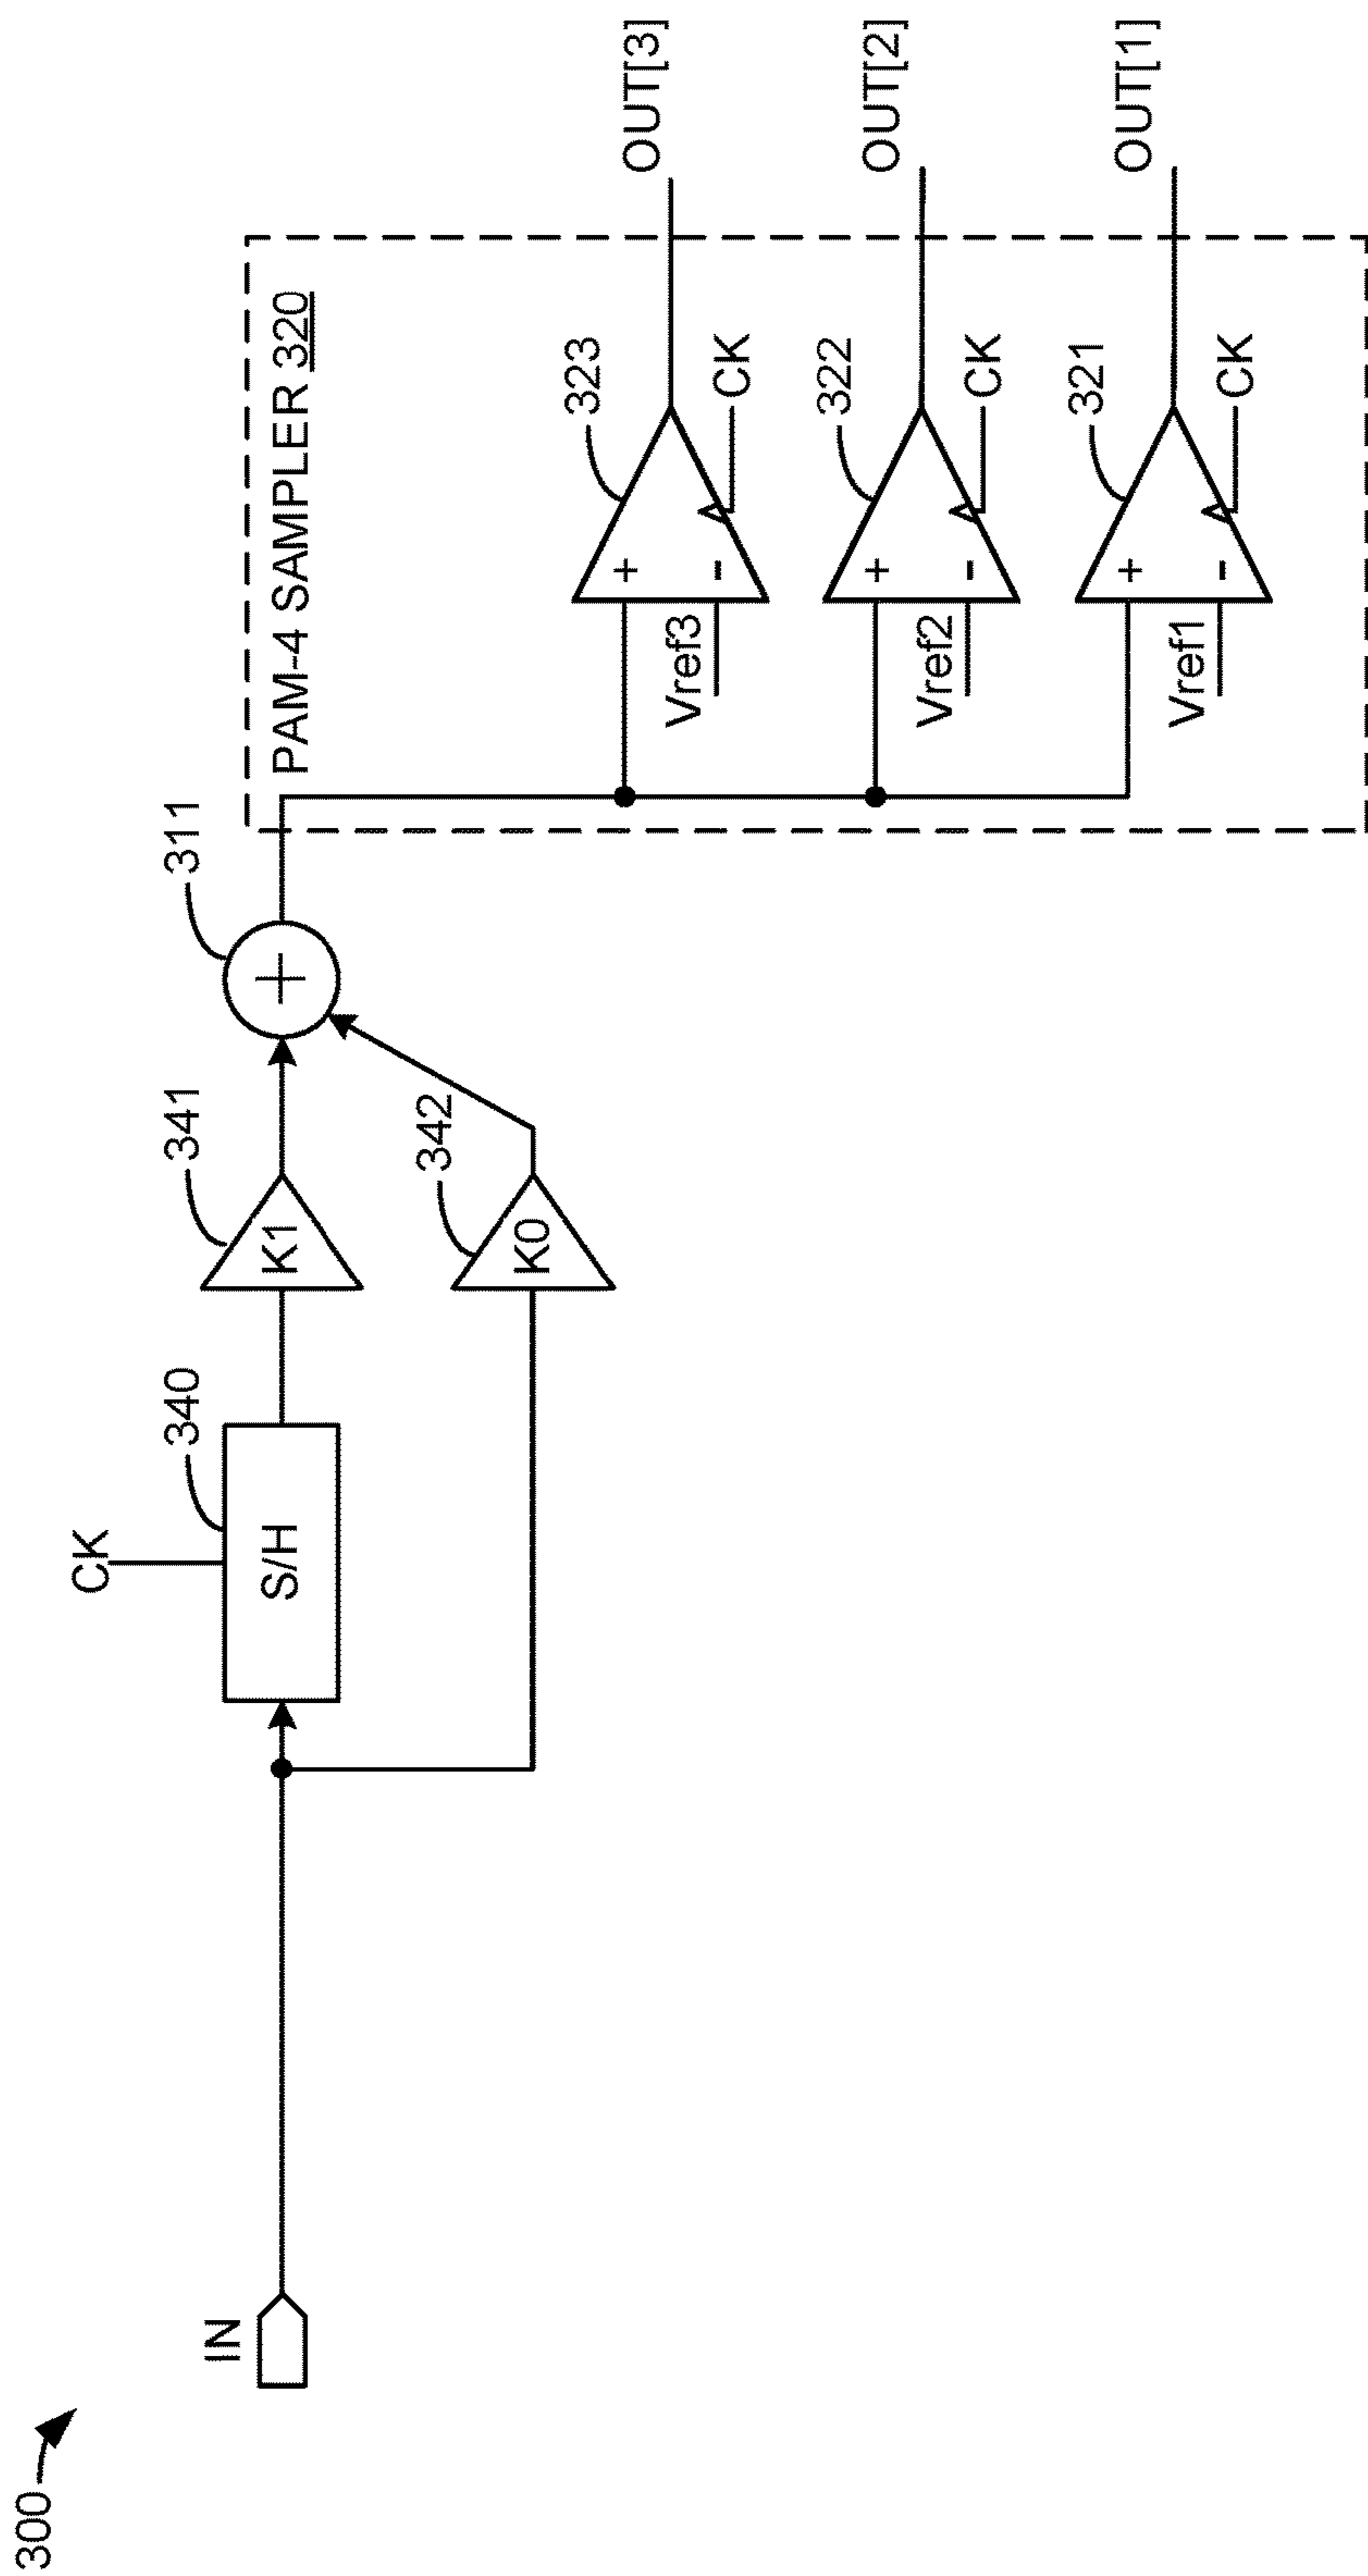 300
IN
CK
S/H
340
K1
341
K0
342
311
PAM-4 SAMPLER 320
323
+
-
Vref3
CK
OUT[3]
322
+
-
Vref2
CK
OUT[2]
321
+
-
Vref1
CK
OUT[1]